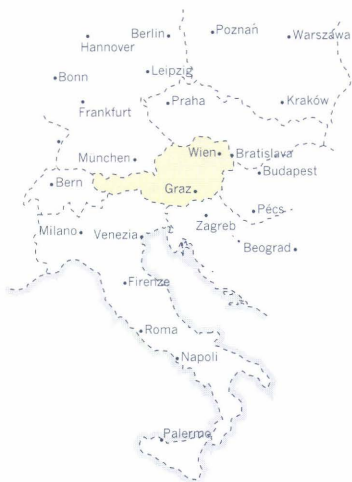 Berlin
Poznań
Warszawa
Hannover
Leipzig
Bonn
Praha
Kraków
Frankfurt
München
Wien
Bratislava
Budapest
Bern
Graz
Pécs
Zagreb
Milano
Venezia
Beograd
Firenze
Roma
Napoli
Palermo